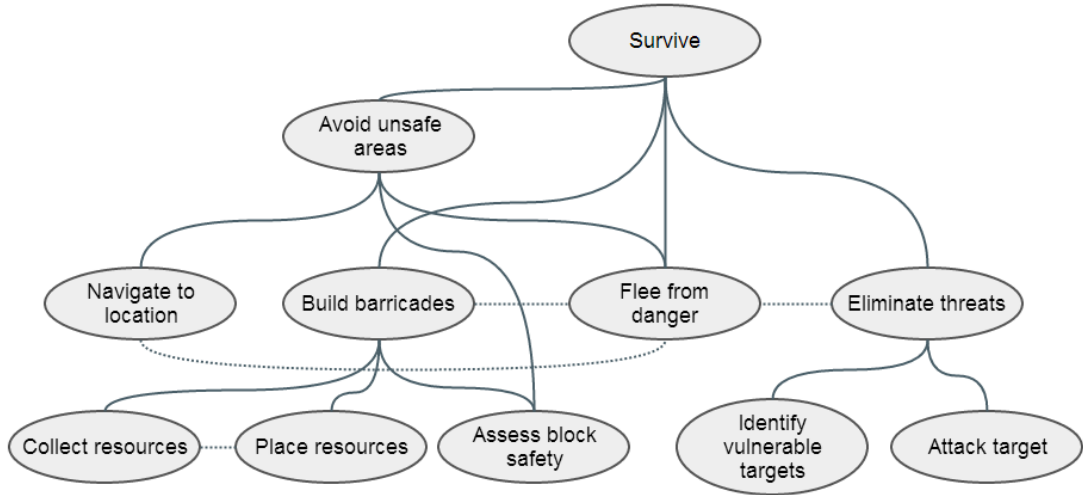 Survive
Avoid unsafe
areas
Navigate to
location
Build barricades
Flee from
danger
Eliminate threats
Collect resources
Place resources
Assess block
safety
Identify
vulnerable
targets
Attack target